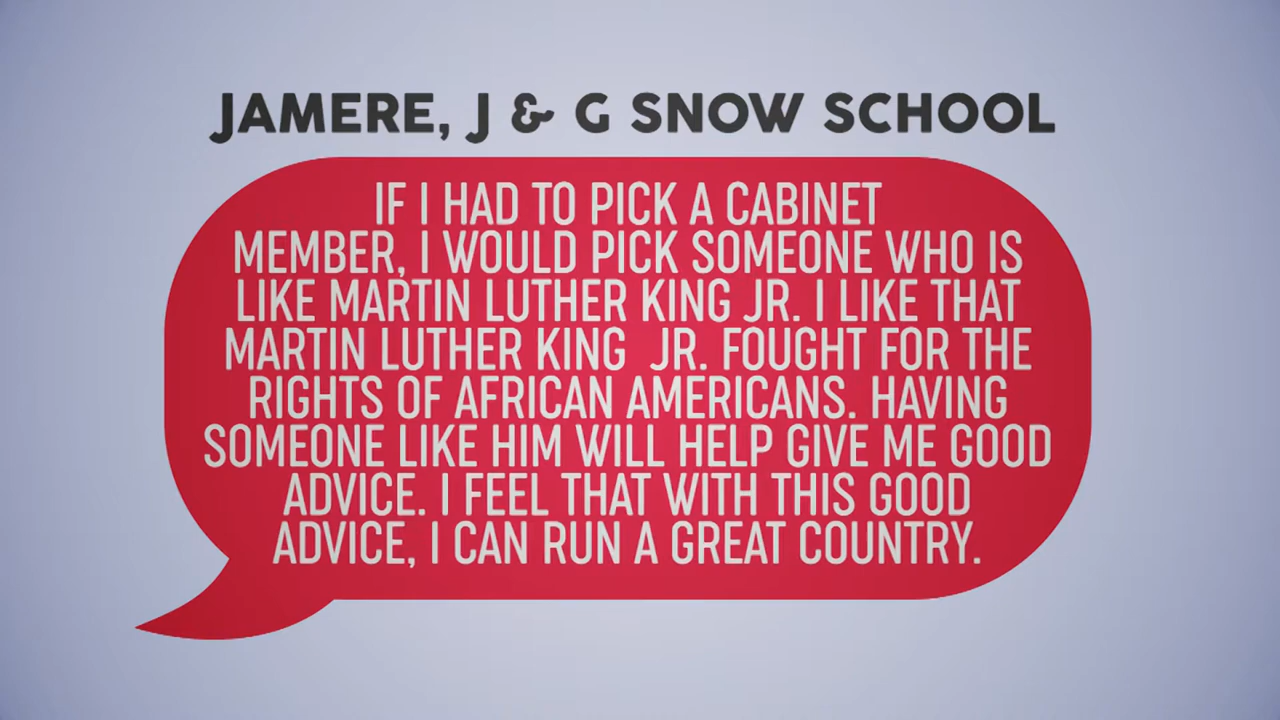 JAMERE, J & G SNOW SCHOOL
IF I HAD TO PICK A CABINET
MEMBER, I WOULD PICK SOMEONE WHO IS
LIKE MARTIN LUTHER KING JR. I LIKE THAT
MARTIN LUTHER KING  JR. FOUGHT FOR THE
RIGHTS OF AFRICAN AMERICANS. HAVING
SOMEONE LIKE HIM WILL HELP GIVE ME GOOD
ADVICE. I FEEL THAT WITH THIS GOOD
ADVICE, I CAN RUN A GREAT COUNTRY.